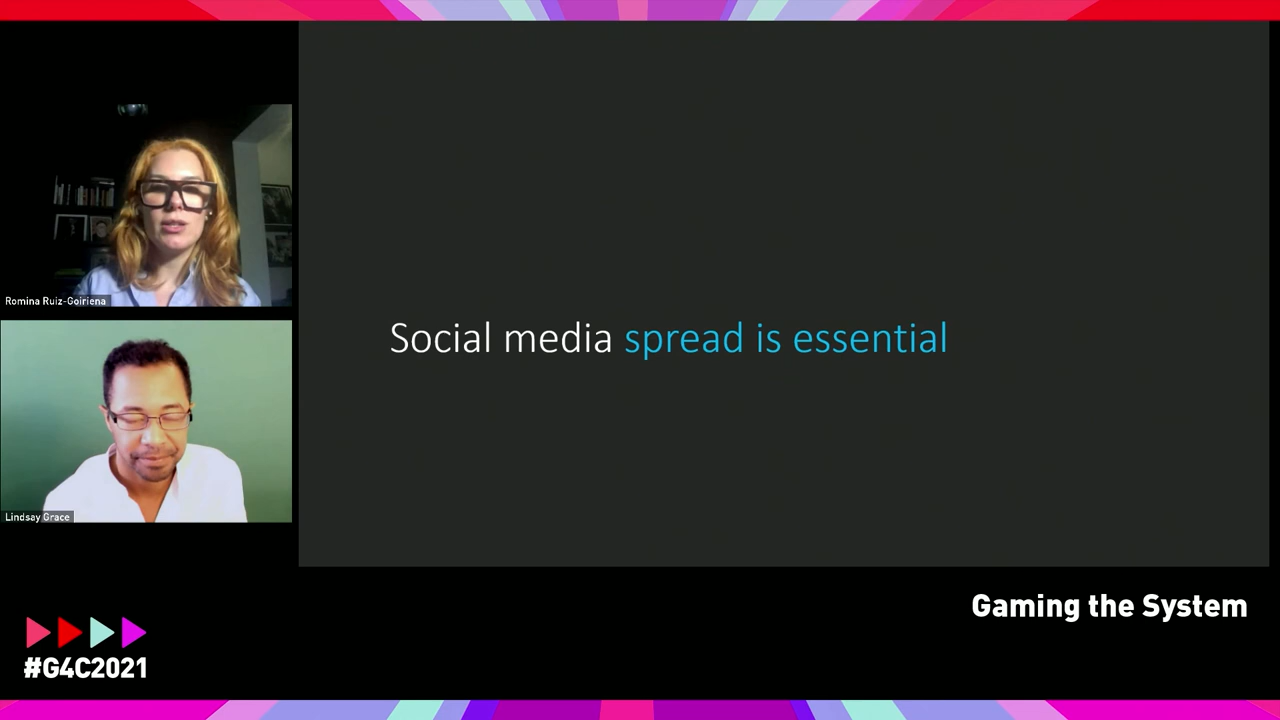 Romina Ruiz-Goiriena
Social media spread is essential
Lindsay Grace
Gaming the System
#G4C2021